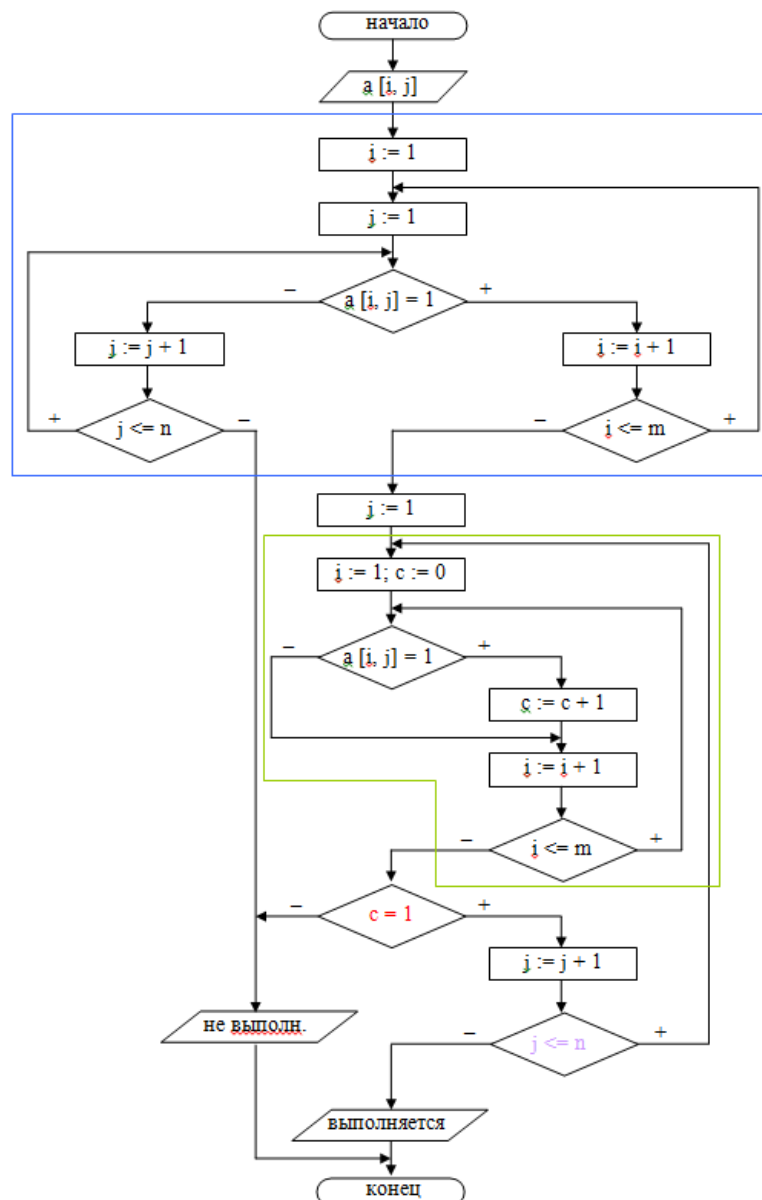 начало
a [i, j]
i := 1
j := 1
a [i, j] = 1
–
+
j := j + 1
i := i + 1
j <= n
+
–
i <= m
–
+
j := 1
i := 1; c := 0
a [i, j] = 1
–
+
c := c + 1
i := i + 1
i <= m
–
+
c = 1
–
+
j := j + 1
не выполн.
j <= n
–
+
выполняется
конец